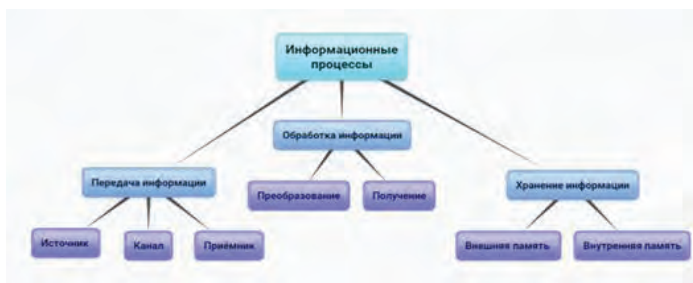 Информационные
процессы
Обработка информации
Передача информации
Преобразование
Получение
Хранение информации
Источник
Канал
Приёмник
Внешняя память
Внутренняя память